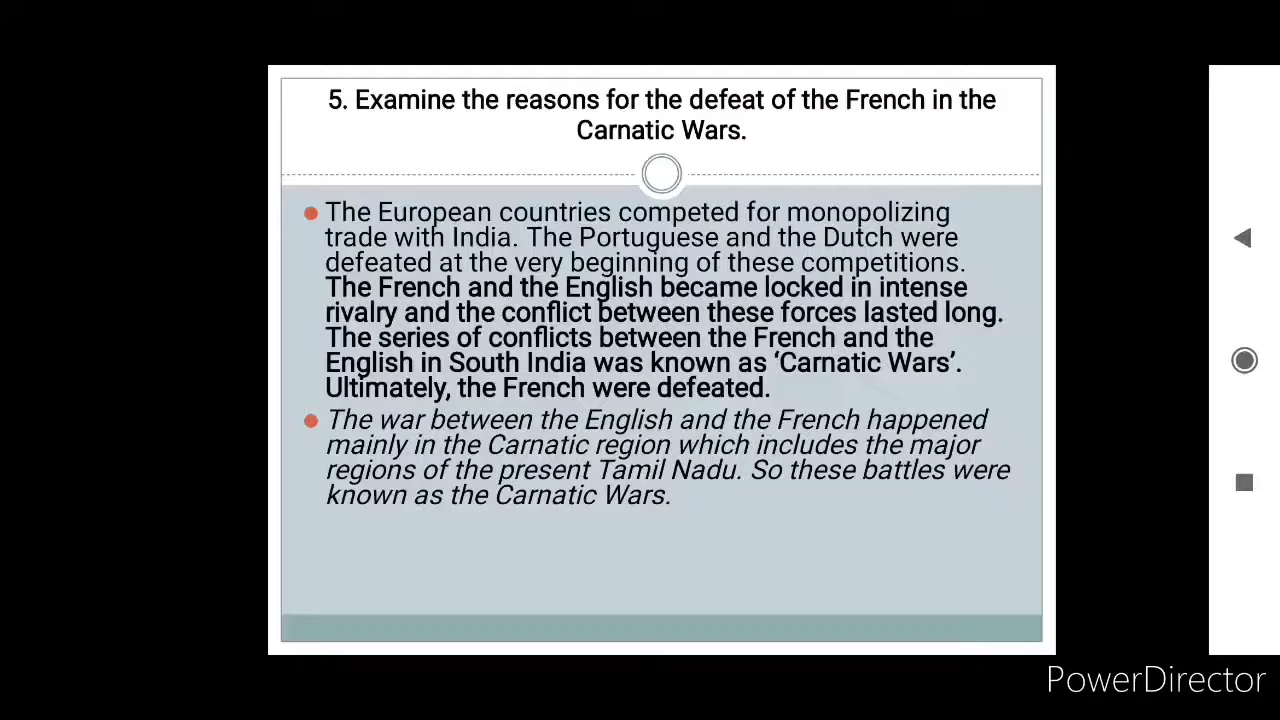 5. Examine the reasons for the defeat of the French in the
Carnatic Wars.
The European countries competed for monopolizing
trade with India. The Portuguese and the Dutch were
defeated at the very beginning of these competitions.
The French and the English became locked in intense
rivalry and the conflict between these forces lasted long.
The series of conflicts between the French and the
English in South India was known as ‘Carnatic Wars’.
Ultimately, the French were defeated.
The war between the English and the French happened
mainly in the Carnatic region which includes the major
regions of the present Tamil Nadu. So these battles were
known as the Carnatic Wars.
PowerDirector